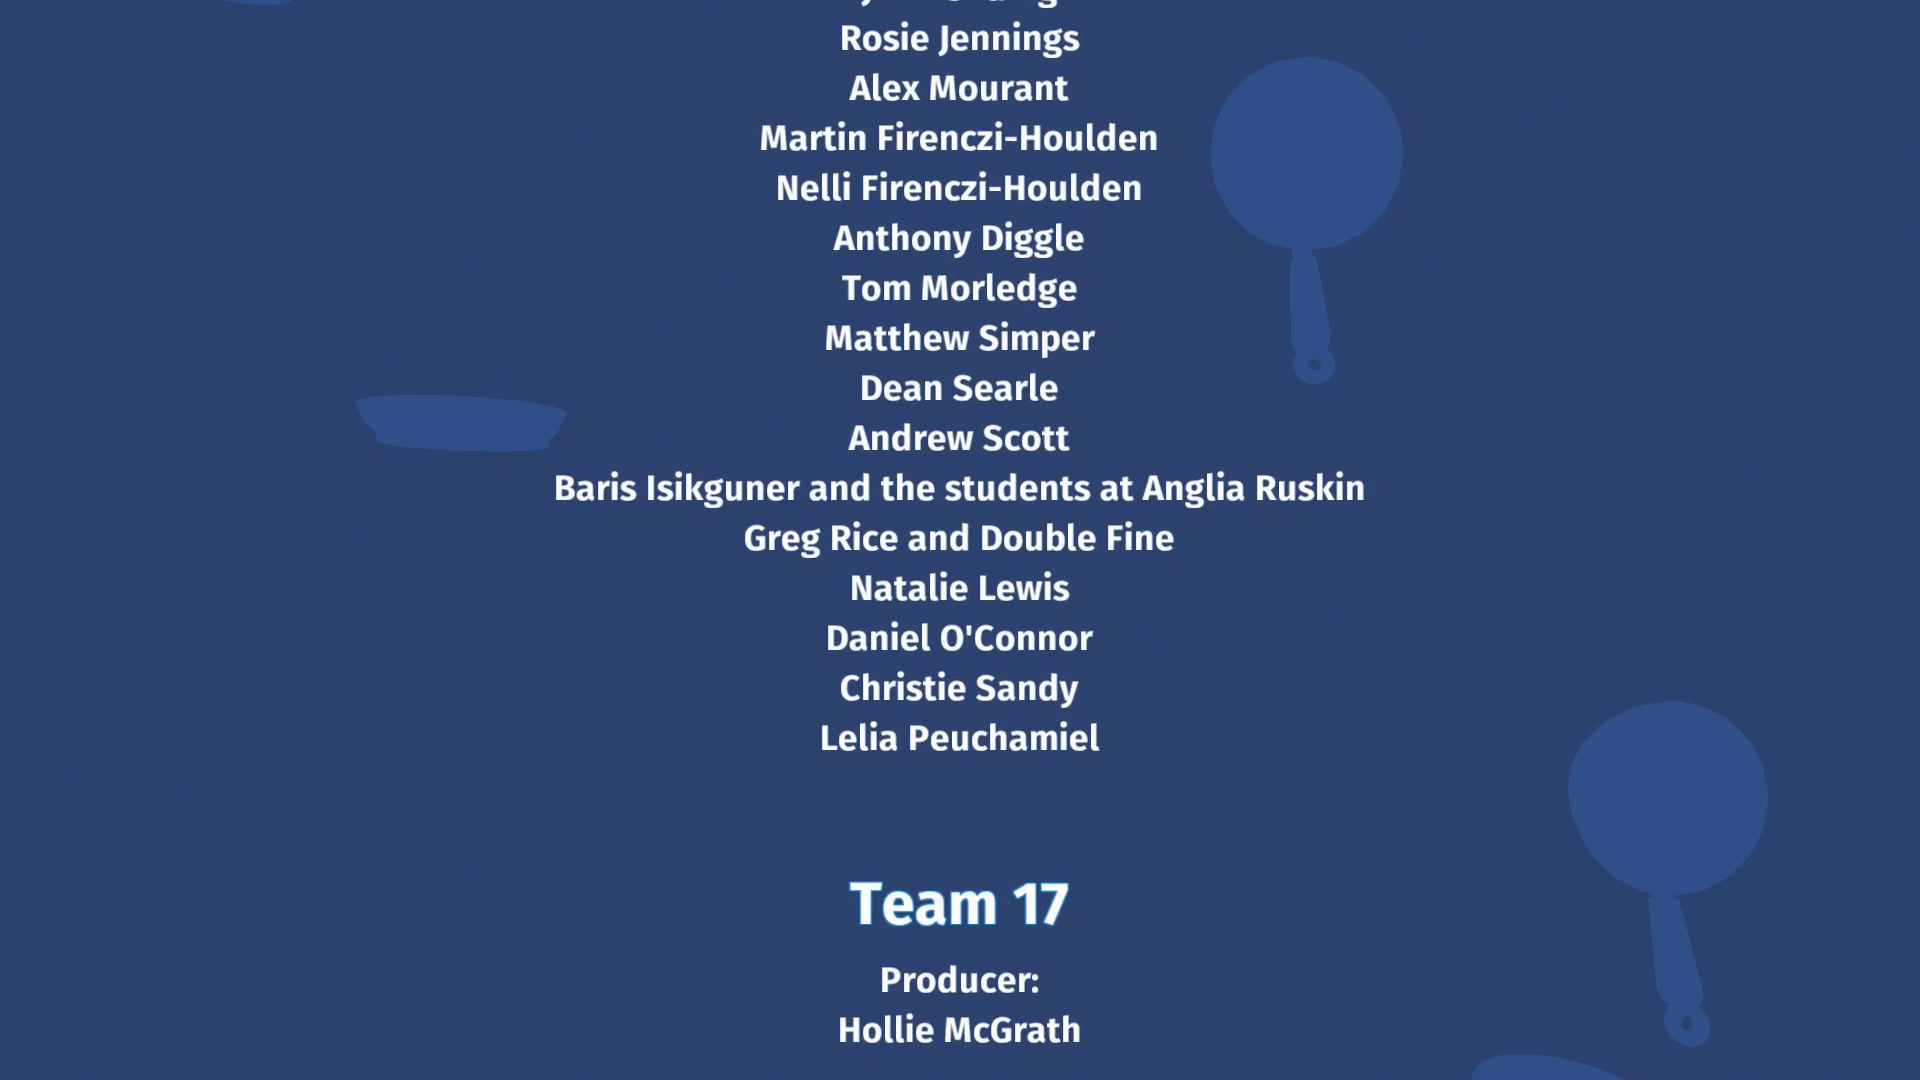 Rosie Jennings
Alex Mourant
Martin Firenczi-Houlden
Nelli Firenczi-Houlden
Anthony Diggle
Tom Morledge
Matthew Simper
Dean Searle
Andrew Scott
Baris Isikguner and the students at Anglia Ruskin
Greg Rice and Double Fine
Natalie Lewis
Daniel O'Connor
Christie Sandy
Lelia Peuchamiel
Team 17
Producer:
Hollie McGrath